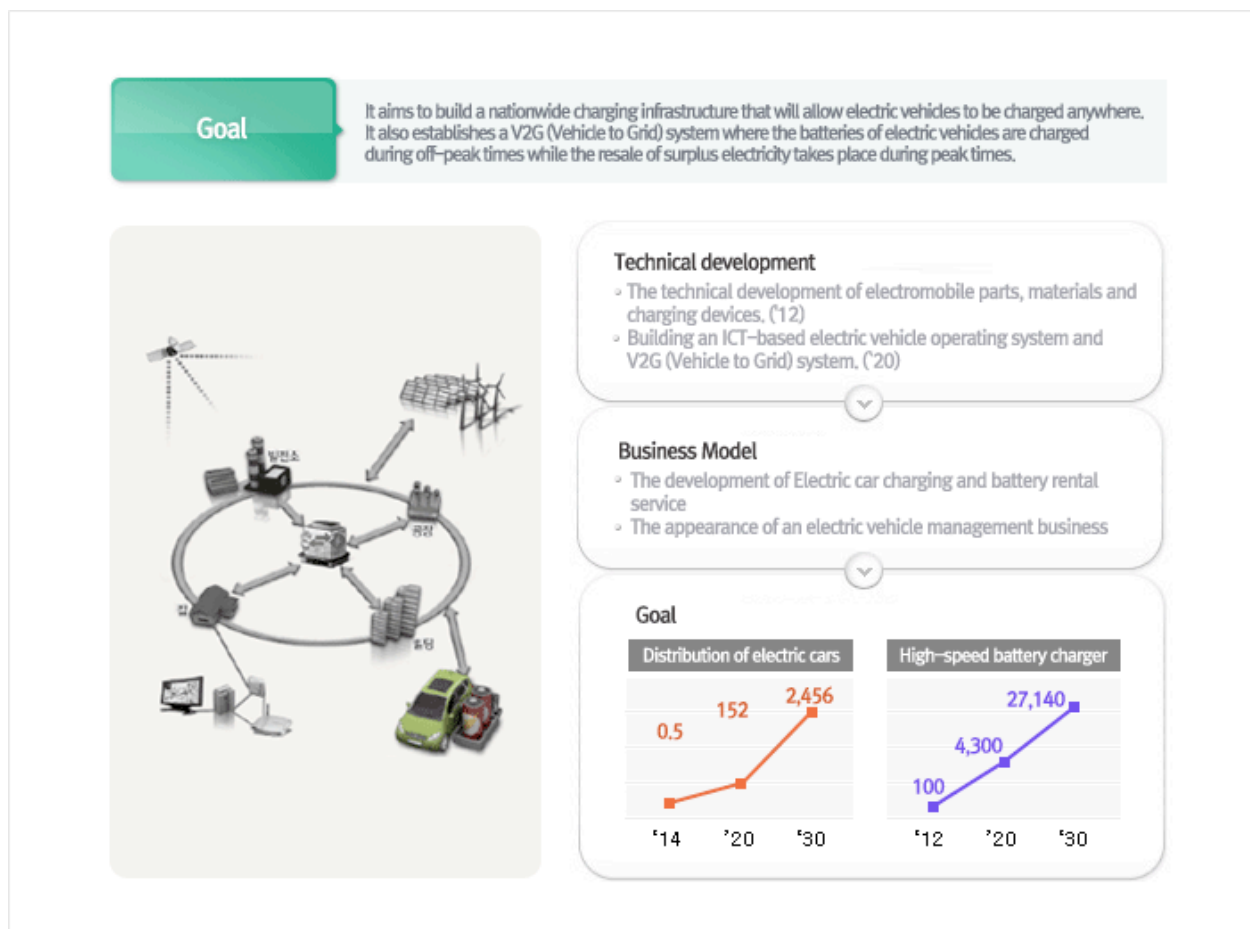 Goal
It aims to build a nationwide charging infrastructure that will allow electric vehicles to be charged anywhere.
It also establishes a V2G (Vehicle to Grid) system where the batteries of electric vehicles are charged
during off-peak times while the resale of surplus electricity takes place during peak times.
발전소
공장
집
빌딩
Technical development
• The technical development of electromobile parts, materials and
charging devices. ('12)
• Building an ICT-based electric vehicle operating system and
V2G (Vehicle to Grid) system. ('20)
Business Model
• The development of Electric car charging and battery rental
service
• The appearance of an electric vehicle management business
Goal
Distribution of electric cars
0.5
152
2,456
'14 '20 '30
High-speed battery charger
100
4,300
27,140
'12 '20 '30